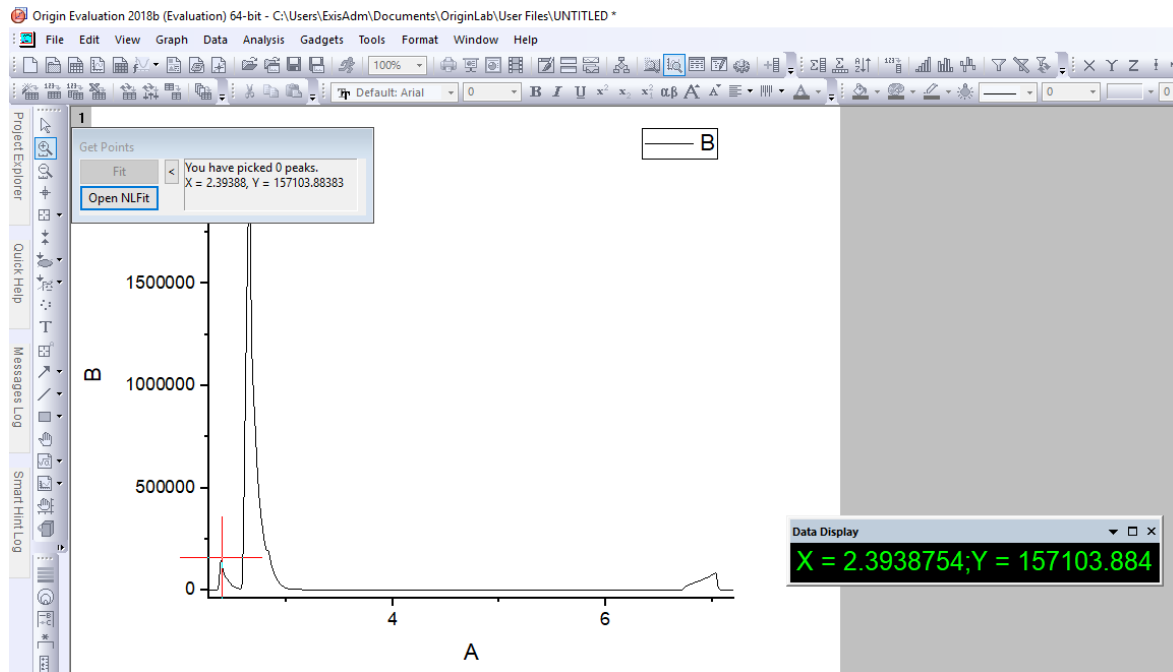 Origin Evaluation 2018b (Evaluation) 64-bit - C:\Users\ExisAdm\Documents\OriginLab\User Files\UNTITLED *
File Edit View Graph Data Analysis Gadgets Tools Format Window Help
100%
X Y Z
Default: Arial 0 B I U x² x₂ αβ A A A 0 0
Project Explorer
Quick Help
Messages Log
Smart Hint Log
T
1
Get Points
Fit
<
You have picked 0 peaks.
X = 2.39388, Y = 157103.88383
Open NLFit
B
1500000
1000000
500000
0
B
4
6
A
Data Display
X = 2.3938754;Y = 157103.884